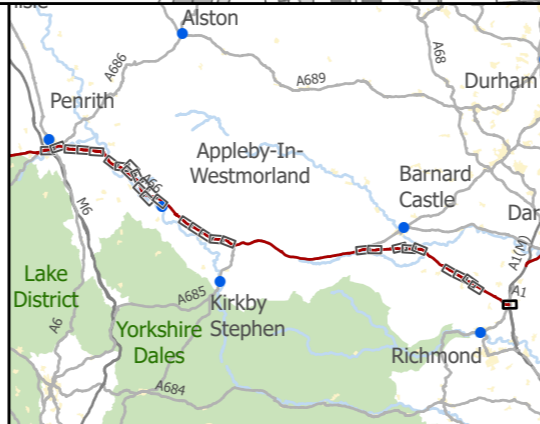 Alston
A686
A68
A689
Durham
Penrith
Appleby-In-
Westmorland
A66
Barnard
Castle
Dar
M6
A1(M)
A1
Lake
District
A685
Kirkby
Stephen
A6
Yorkshire
Dales
Richmond
A684